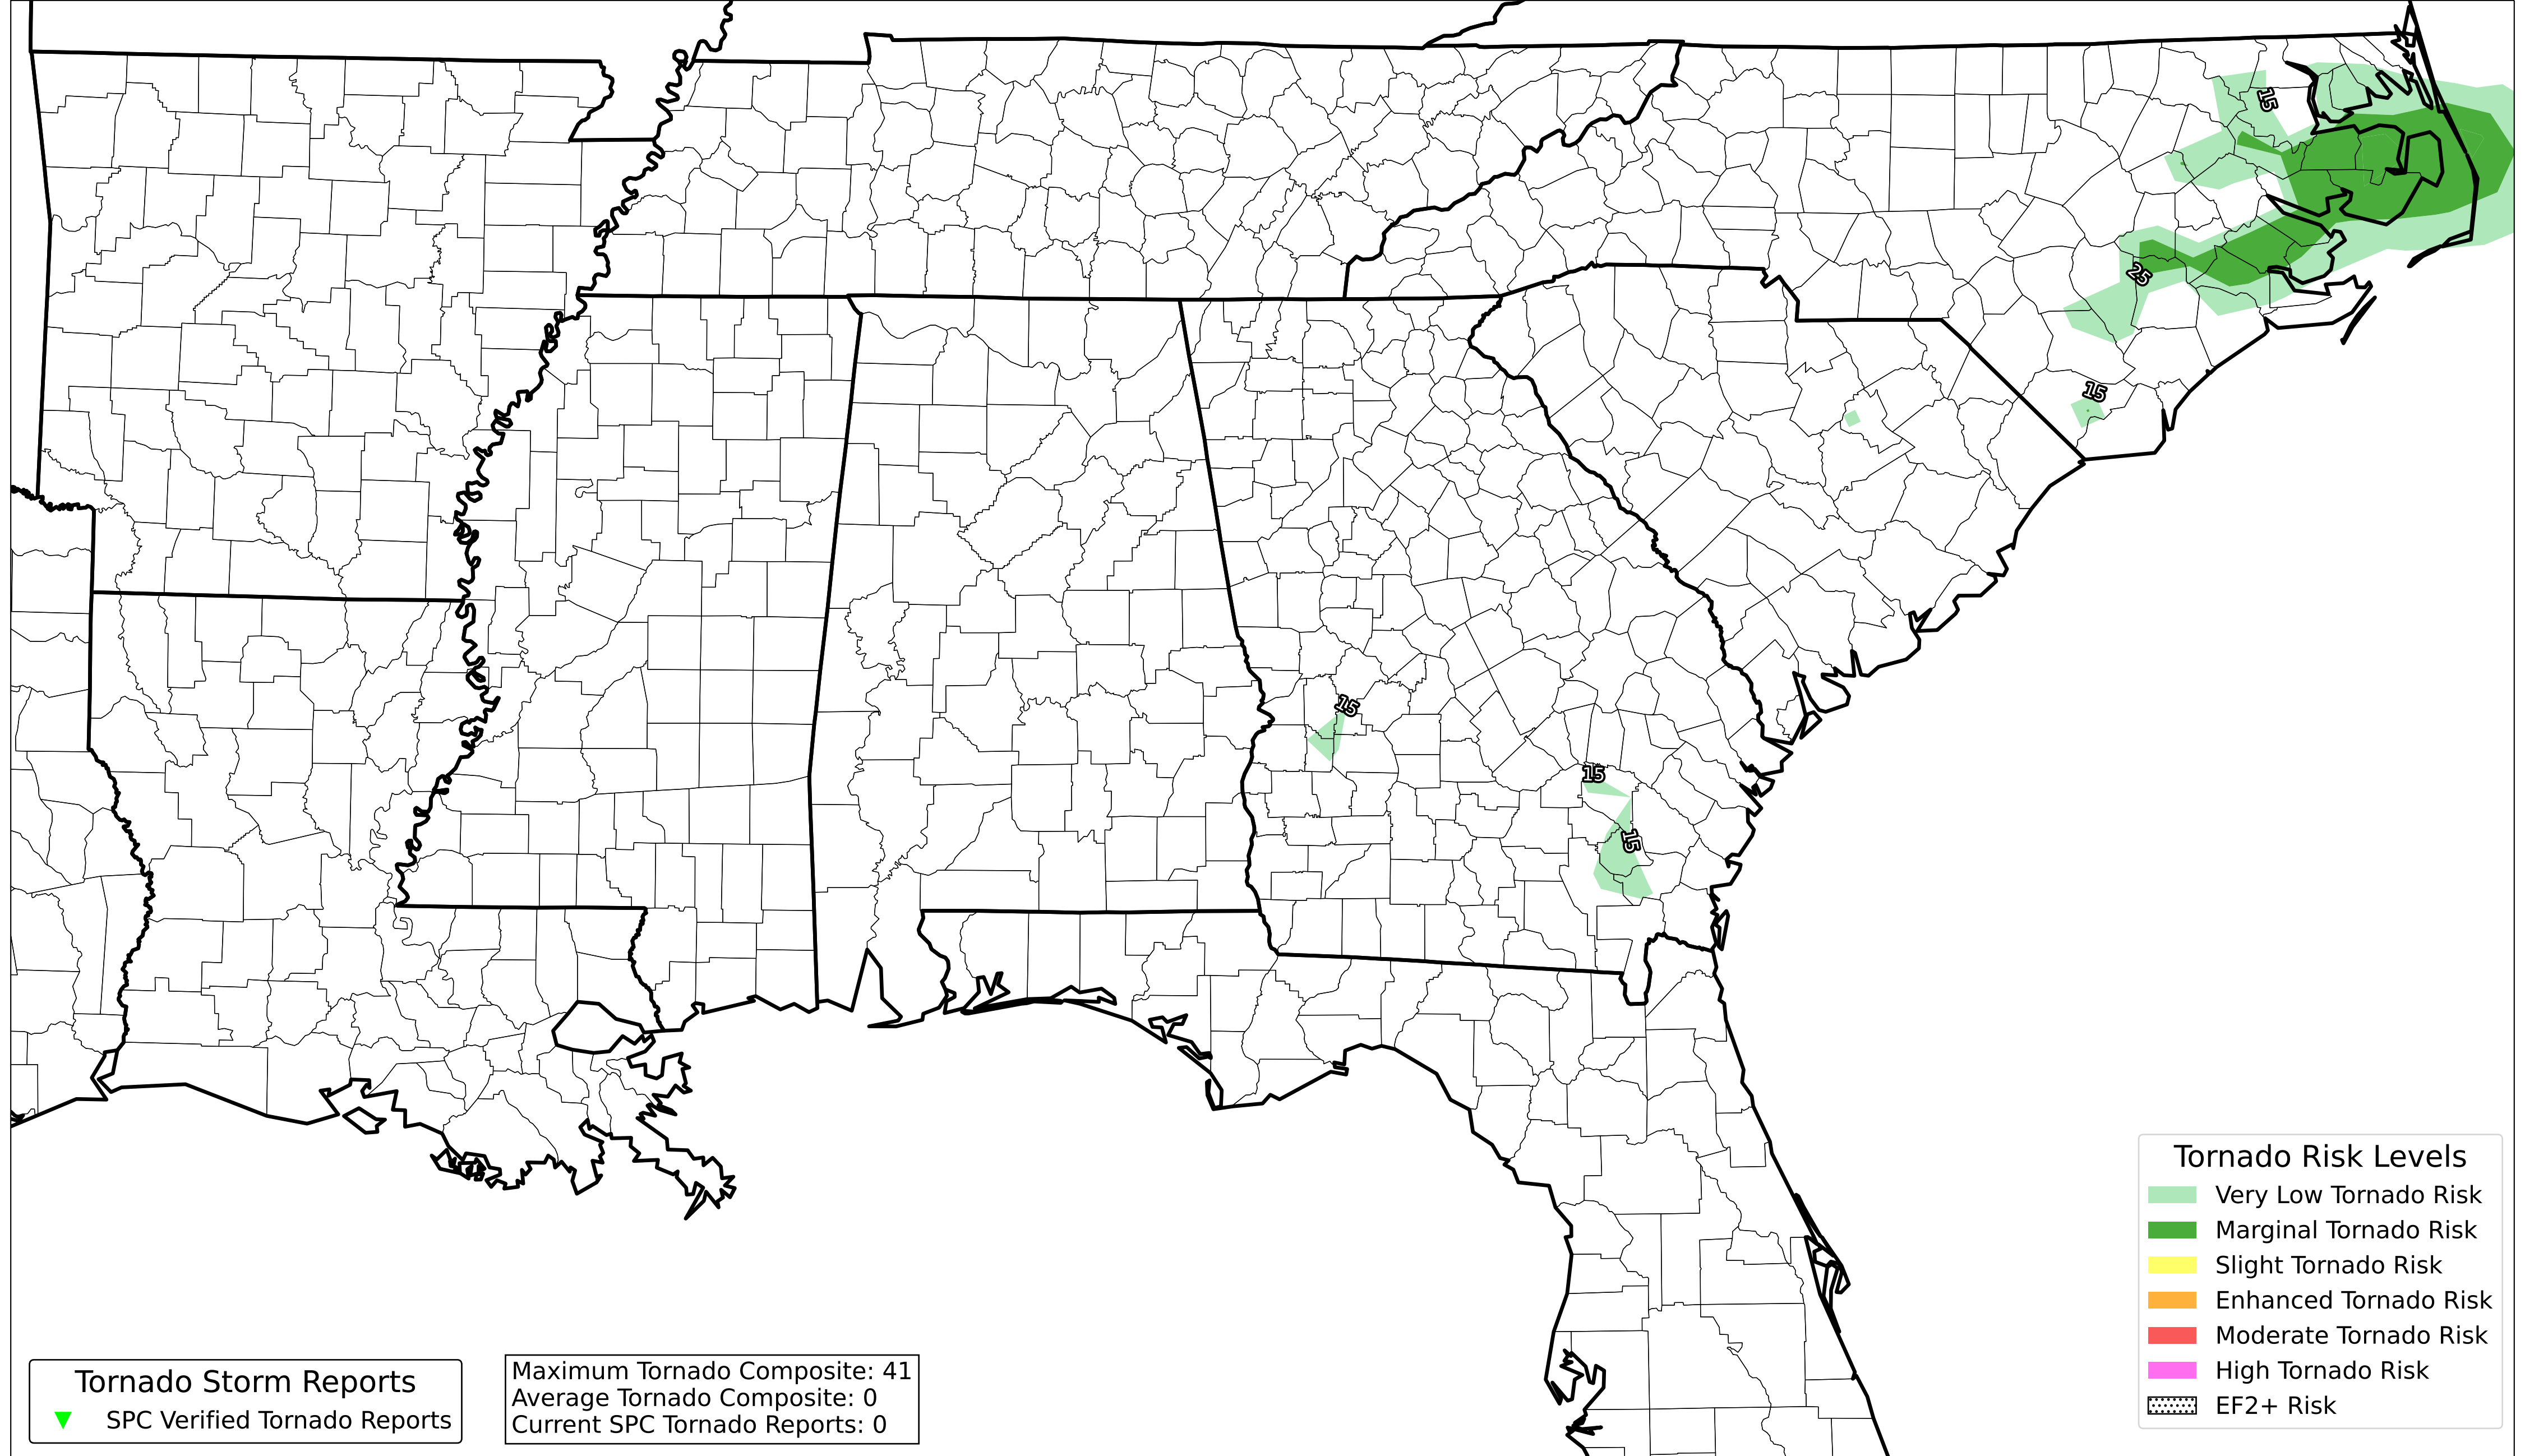 15
25
15
15
15
15
Tornado Storm Reports
SPC Verified Tornado Reports
Maximum Tornado Composite: 41
Average Tornado Composite: 0
Current SPC Tornado Reports: 0
Tornado Risk Levels
Very Low Tornado Risk
Marginal Tornado Risk
Slight Tornado Risk
Enhanced Tornado Risk
Moderate Tornado Risk
High Tornado Risk
EF2+ Risk